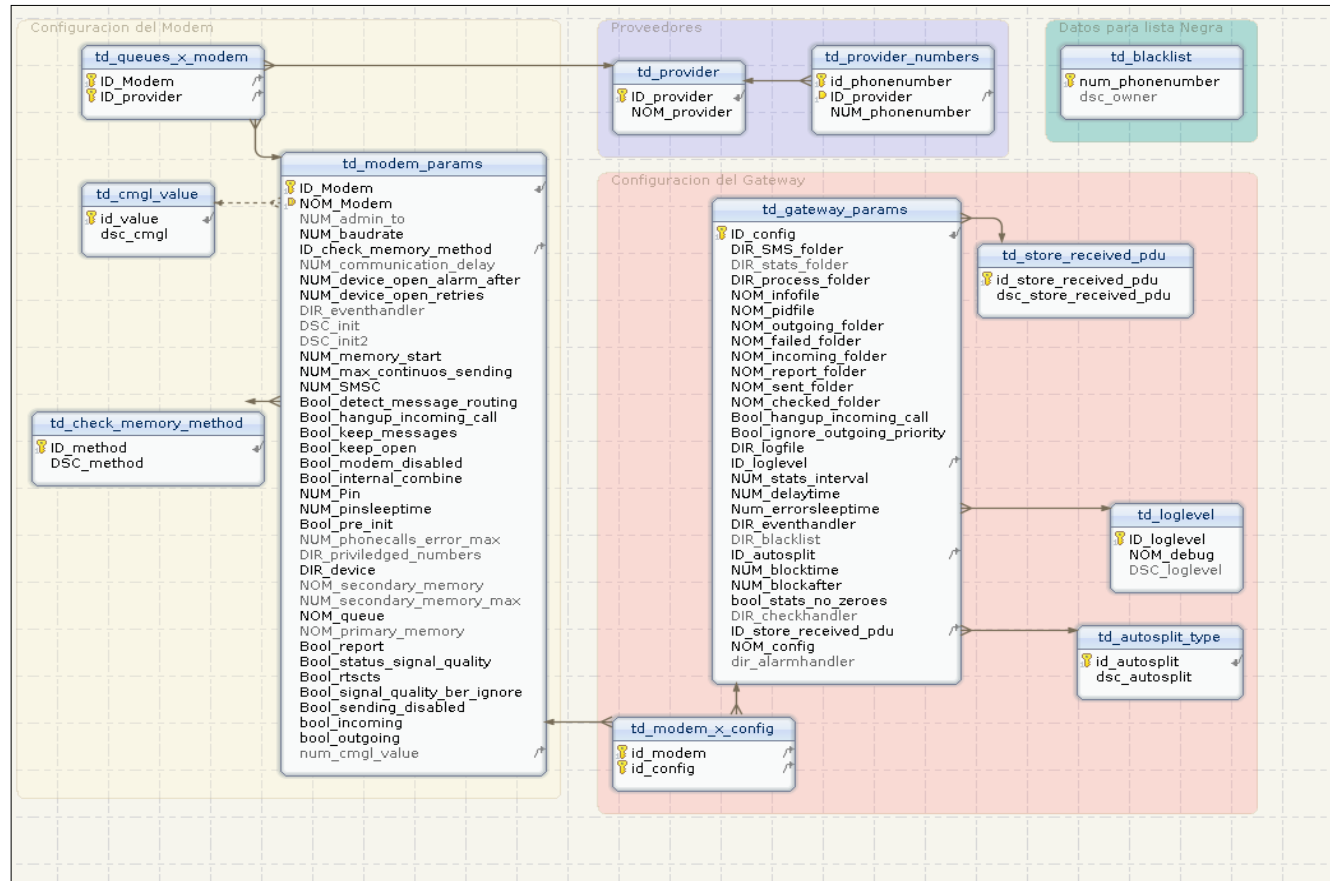 Configuracion del Modem
td_queues_x_modem
ID_Modem
ID_provider
td_modem_params
ID_Modem
NOM_Modem
NUM_admin_to
NUM_baudrate
ID_check_memory_method
NUM_communication_delay
NUM_device_open_alarm_after
NUM_device_open_retries
DIR_eventhandler
DSC_init
DSC_init2
NUM_memory_start
NUM_max_continuos_sending
NUM_SMSC
Bool_detect_message_routing
Bool_hangup_incoming_call
Bool_keep_messages
Bool_keep_open
Bool_modem_disabled
Bool_internal_combine
NUM_Pin
NUM_pinsleeptime
Bool_pre_init
NUM_phonecalls_error_max
DIR_priviledged_numbers
DIR_device
NOM_secondary_memory
NUM_secondary_memory_max
NOM_queue
NOM_primary_memory
Bool_report
Bool_status_signal_quality
Bool_rtscts
Bool_signal_quality_ber_ignore
Bool_sending_disabled
bool_incoming
bool_outgoing
num_cmgl_value
td_cmgl_value
id_value
dsc_cmgl
td_check_memory_method
ID_method
DSC_method
Proveedores
td_provider
ID_provider
NOM_provider
td_provider_numbers
id_phonenumber
ID_provider
NUM_phonenumber
Datos para lista Negra
td_blacklist
num_phonenumber
dsc_owner
Configuracion del Gateway
td_gateway_params
ID_config
DIR_SMS_folder
DIR_stats_folder
DIR_process_folder
NOM_infofile
NOM_pidfile
NOM_outgoing_folder
NOM_failed_folder
NOM_incoming_folder
NOM_report_folder
NOM_sent_folder
NOM_checked_folder
Bool_hangup_incoming_call
Bool_ignore_outgoing_priority
DIR_logfile
ID_loglevel
NUM_stats_interval
NUM_delaytime
Num_errorsleeptime
DIR_eventhandler
DIR_blacklist
ID_autosplit
NUM_blocktime
NUM_blockafter
bool_stats_no_zeroes
DIR_checkhandler
ID_store_received_pdu
NOM_config
dir_alarmhandler
td_store_received_pdu
id_store_received_pdu
dsc_store_received_pdu
td_loglevel
ID_loglevel
NOM_debug
DSC_loglevel
td_autosplit_type
id_autosplit
dsc_autosplit
td_modem_x_config
id_modem
id_config